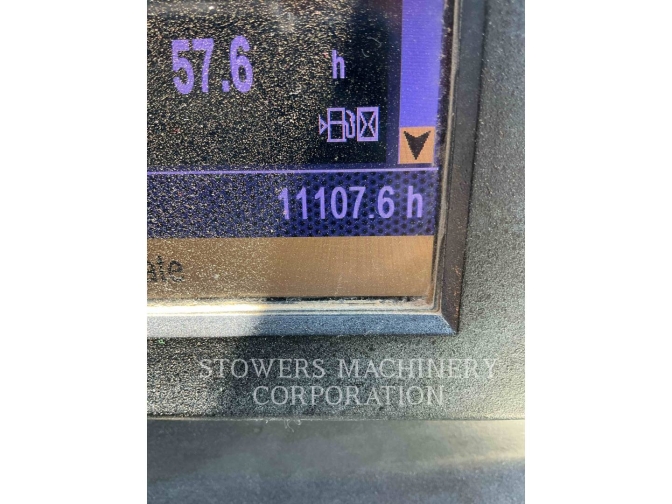 57.6 h
11107.6 h
STOWERS MACHINERY
CORPORATION